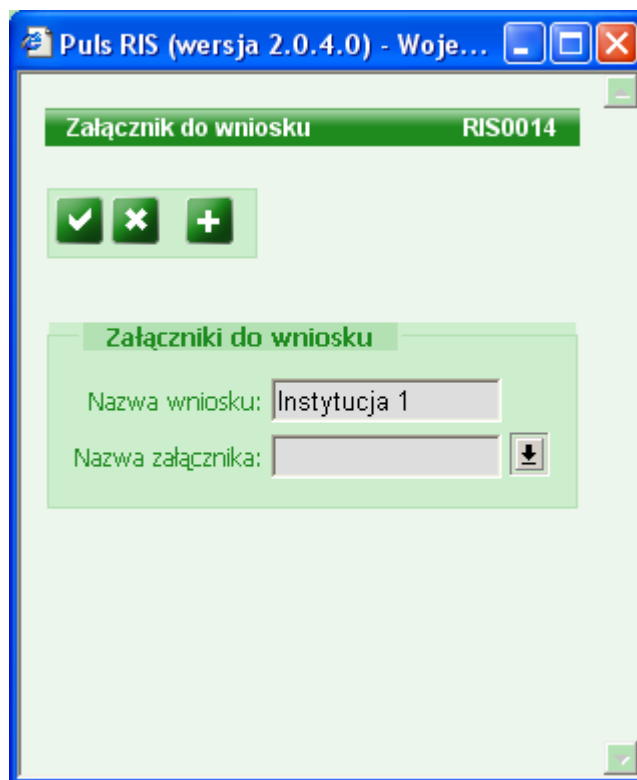 Puls RIS (wersja 2.0.4.0) - Woje...
Załącznik do wniosku RIS0014
Załączniki do wniosku
Nazwa wniosku: Instytucja 1
Nazwa załącznika: